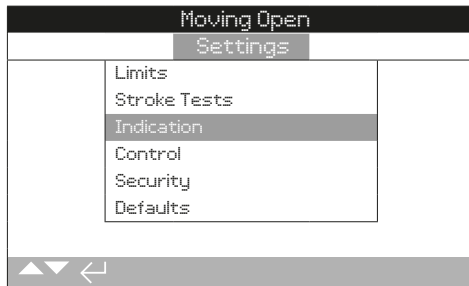 Moving Open
Settings
Limits
Stroke Tests
Indication
Control
Security
Defaults